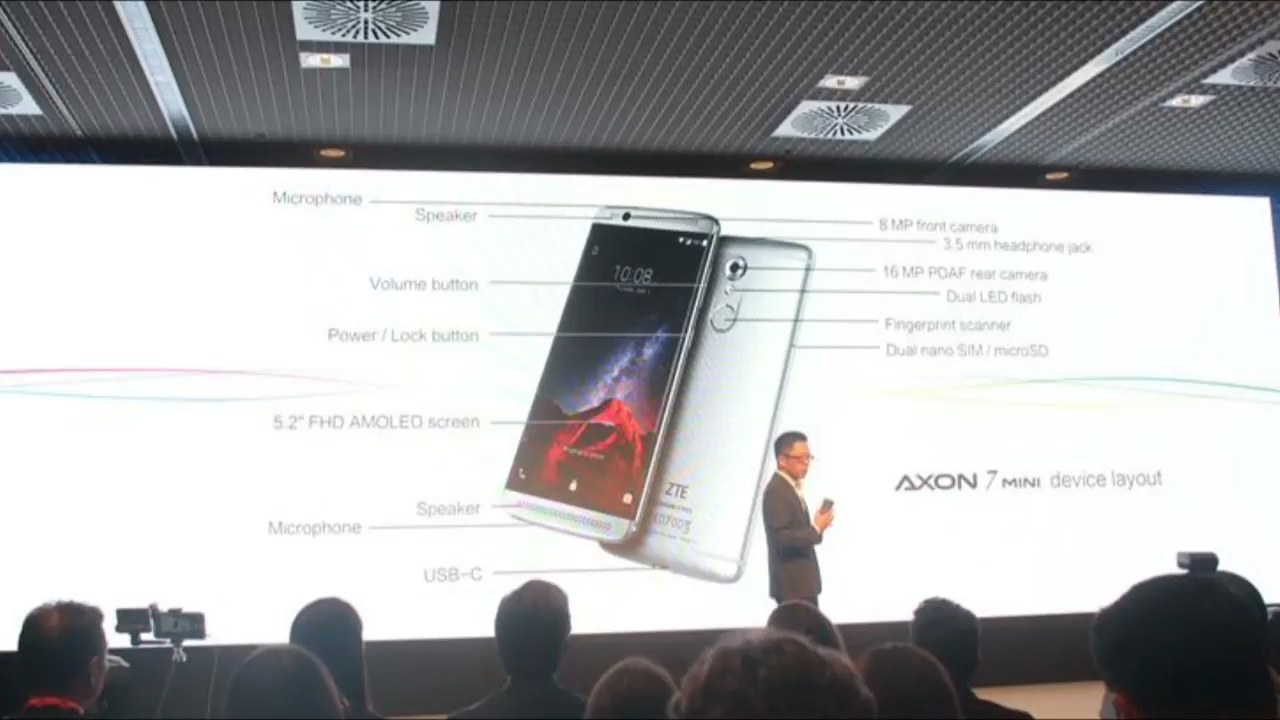 Microphone
Speaker
Volume button
Power / Lock button
5.2" FHD AMOLED screen
Speaker
Microphone
USB-C
10:08
ZTE
8 MP front camera
3.5 mm headphone jack
16 MP PDAF rear camera
Dual LED flash
Fingerprint scanner
Dual nano SIM / microSD
AXON 7 MINI device layout